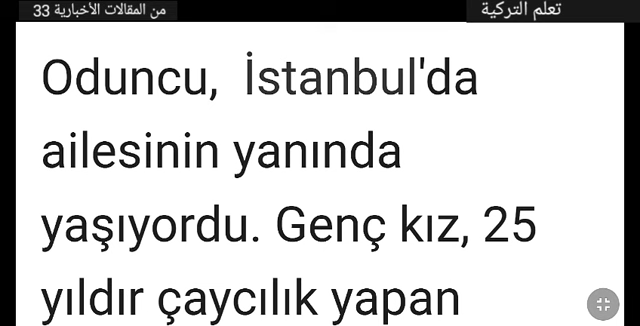 تعلم التركية
من المقالات الأخبارية 33
Oduncu, İstanbul'da
ailesinin yanında
yaşıyordu. Genç kız, 25
yıldır çaycılık yapan